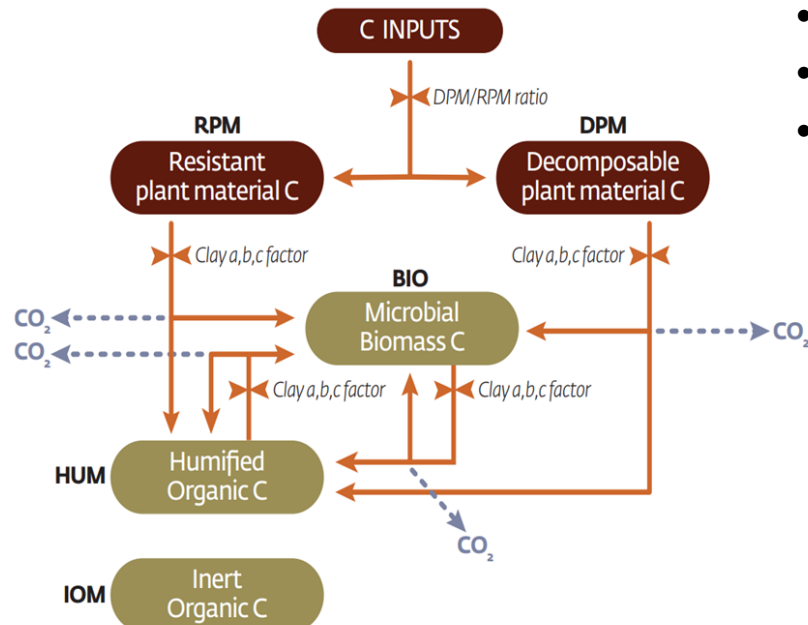 C INPUTS
DPM/RPM ratio
RPM
DPM
Resistant
plant material C
Decomposable
plant material C
Clay a,b,c factor
Clay a,b,c factor
BIO
Microbial
Biomass C
CO₂
CO₂
CO₂
Clay a,b,c factor
Clay a,b,c factor
HUM
Humified
Organic C
CO₂
IOM
Inert
Organic C